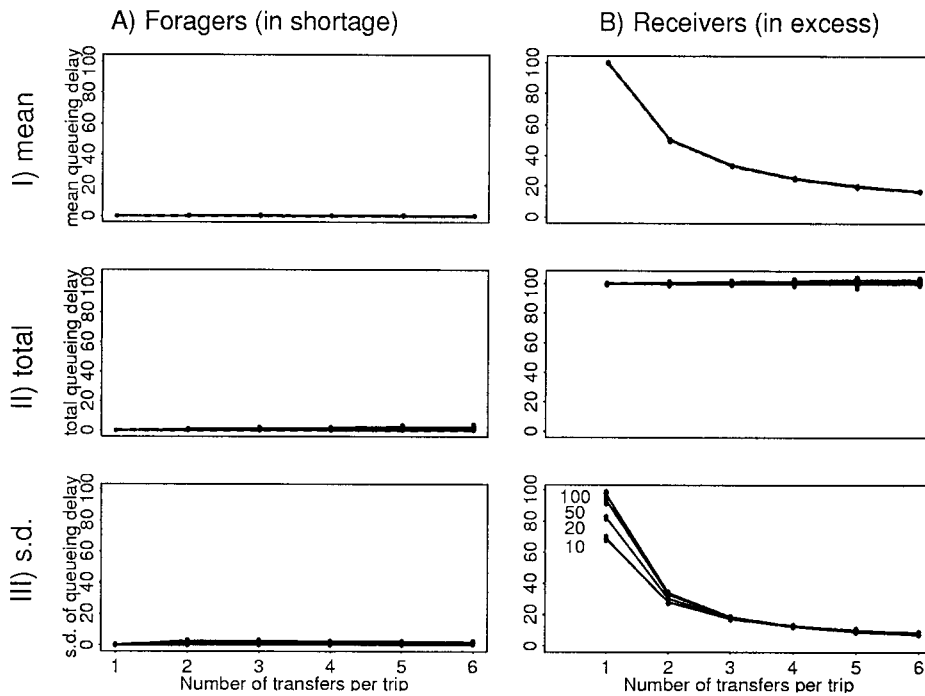 A) Foragers (in shortage)
B) Receivers (in excess)
I) mean
mean queueing delay
0 20 40 60 80 100
0 20 40 60 80 100
II) total
total queueing delay
0 20 40 60 80 100
0 20 40 60 80 100
III) s.d.
s.d. of queueing delay
0 20 40 60 80 100
0 20 40 60 80 100
100
50
20
10
1 2 3 4 5 6
1 2 3 4 5 6
Number of transfers per trip
Number of transfers per trip